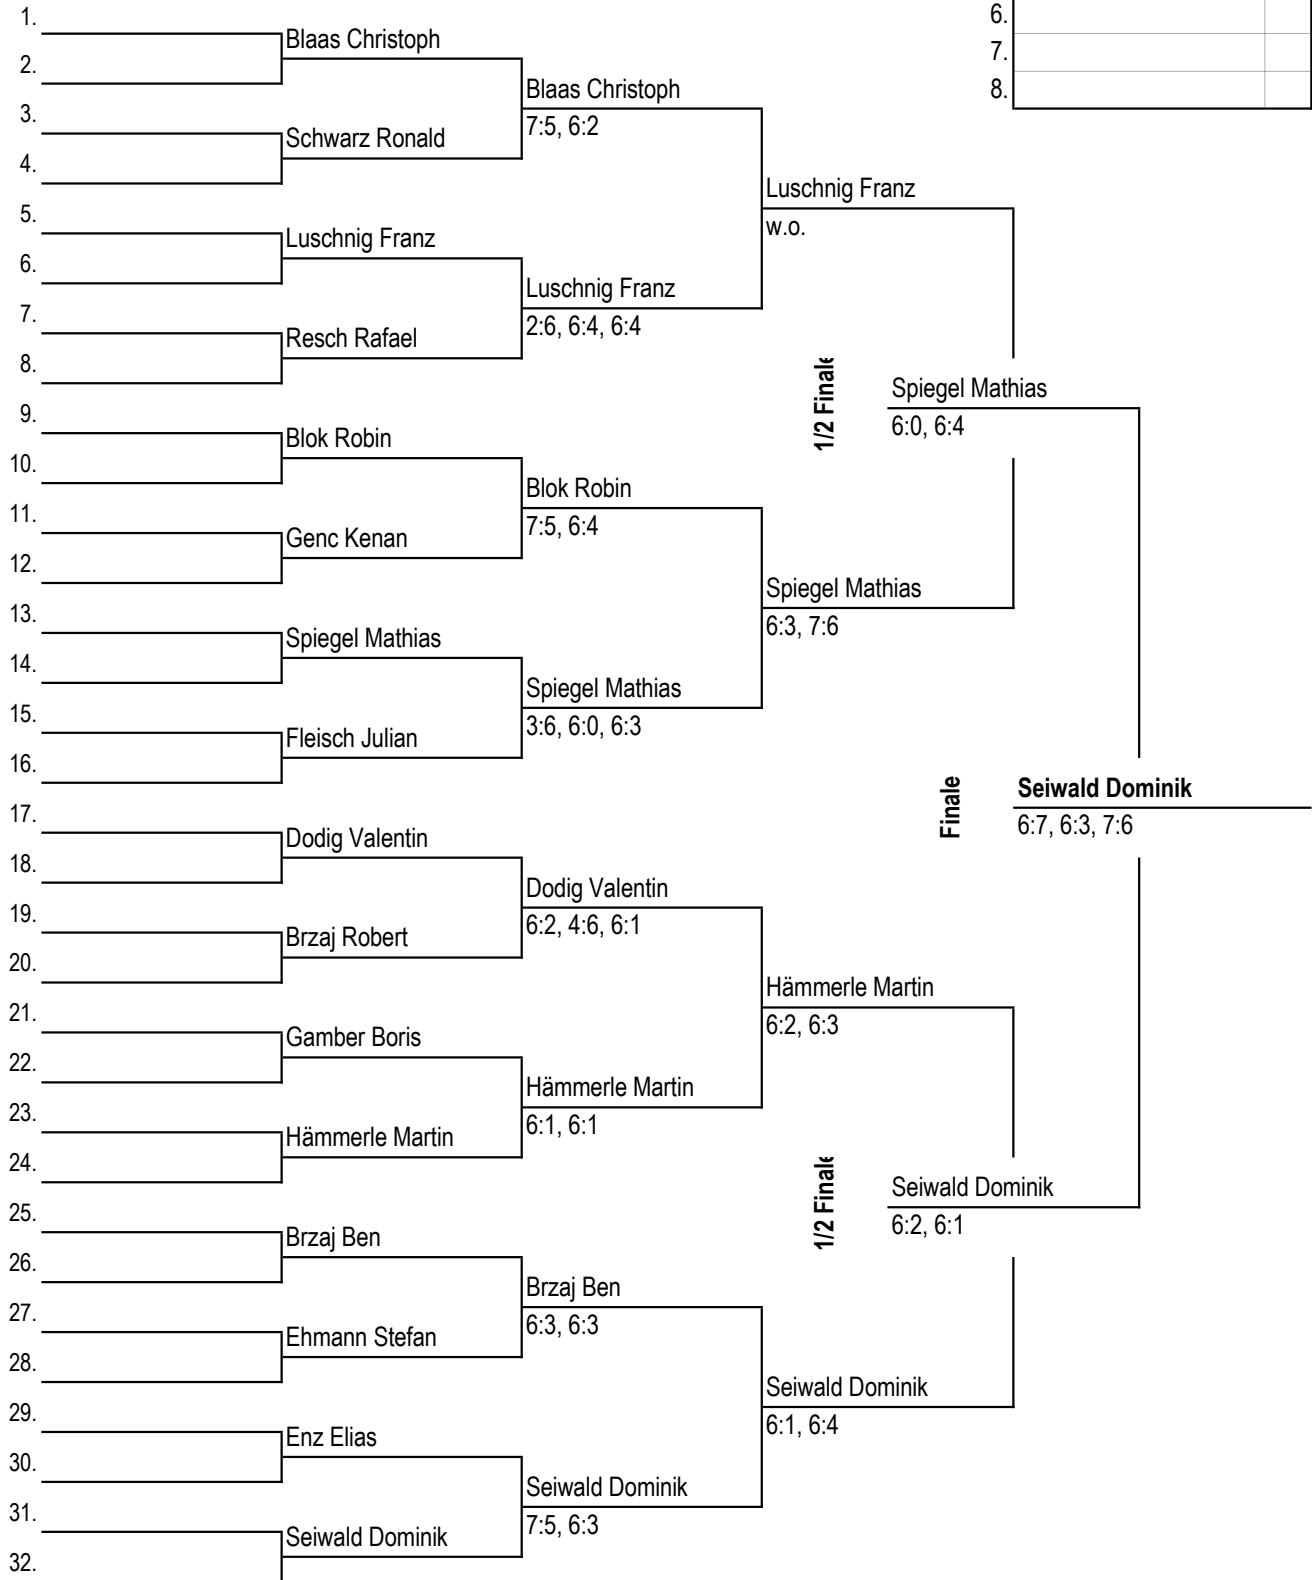 1.
2.
3.
4.
5.
6.
7.
8.
9.
10.
11.
12.
13.
14.
15.
16.
17.
18.
19.
20.
21.
22.
23.
24.
25.
26.
27.
28.
29.
30.
31.
32.
Blaas Christoph
Schwarz Ronald
Luschnig Franz
Resch Rafael
Blok Robin
Genc Kenan
Spiegel Mathias
Fleisch Julian
Dodig Valentin
Brzaj Robert
Gamber Boris
Hämmerle Martin
Brzaj Ben
Ehmann Stefan
Enz Elias
Seiwald Dominik
Blaas Christoph
7:5, 6:2
Luschnig Franz
2:6, 6:4, 6:4
Blok Robin
7:5, 6:4
Spiegel Mathias
3:6, 6:0, 6:3
Dodig Valentin
6:2, 4:6, 6:1
Hämmerle Martin
6:1, 6:1
Brzaj Ben
6:3, 6:3
Seiwald Dominik
7:5, 6:3
Luschnig Franz
w.o.
Spiegel Mathias
6:3, 7:6
Hämmerle Martin
6:2, 6:3
Seiwald Dominik
6:1, 6:4
1/2 Finale
Spiegel Mathias
6:0, 6:4
1/2 Finale
Seiwald Dominik
6:2, 6:1
Finale
Seiwald Dominik
6:7, 6:3, 7:6
6.
7.
8.